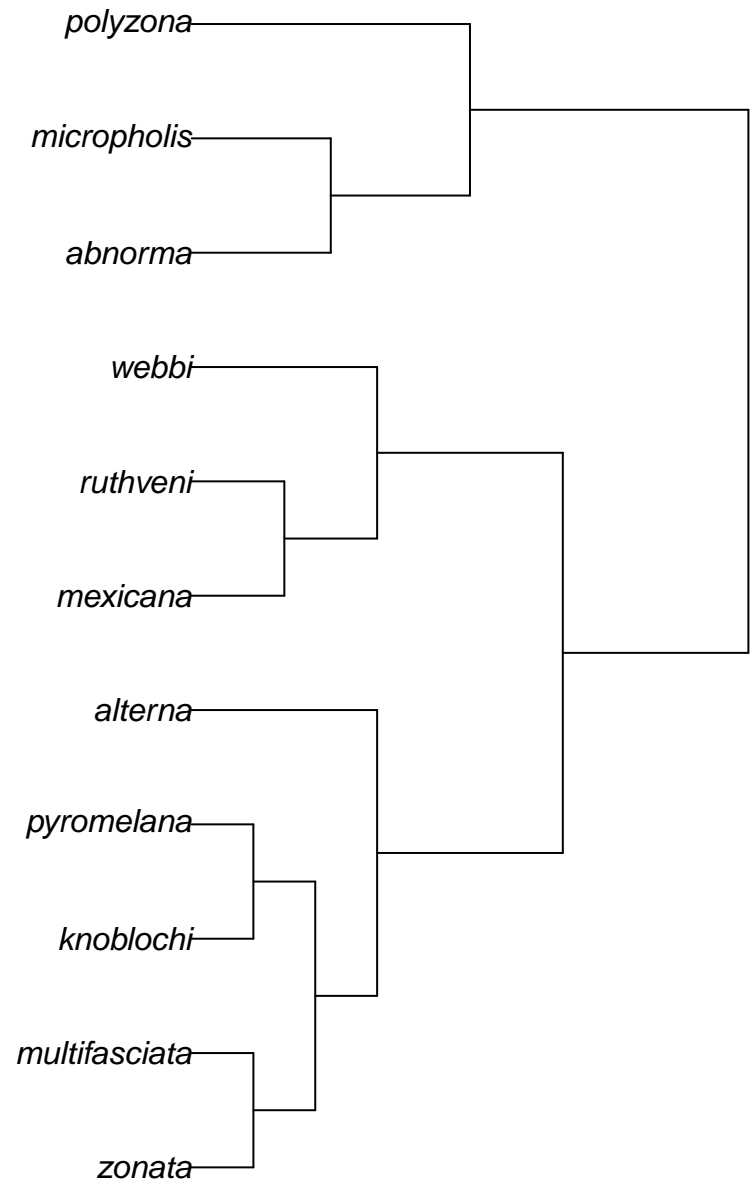 polyzona
micropholis
abnorma
webbi
ruthveni
mexicana
alterna
pyromelana
knoblochi
multifasciata
zonata